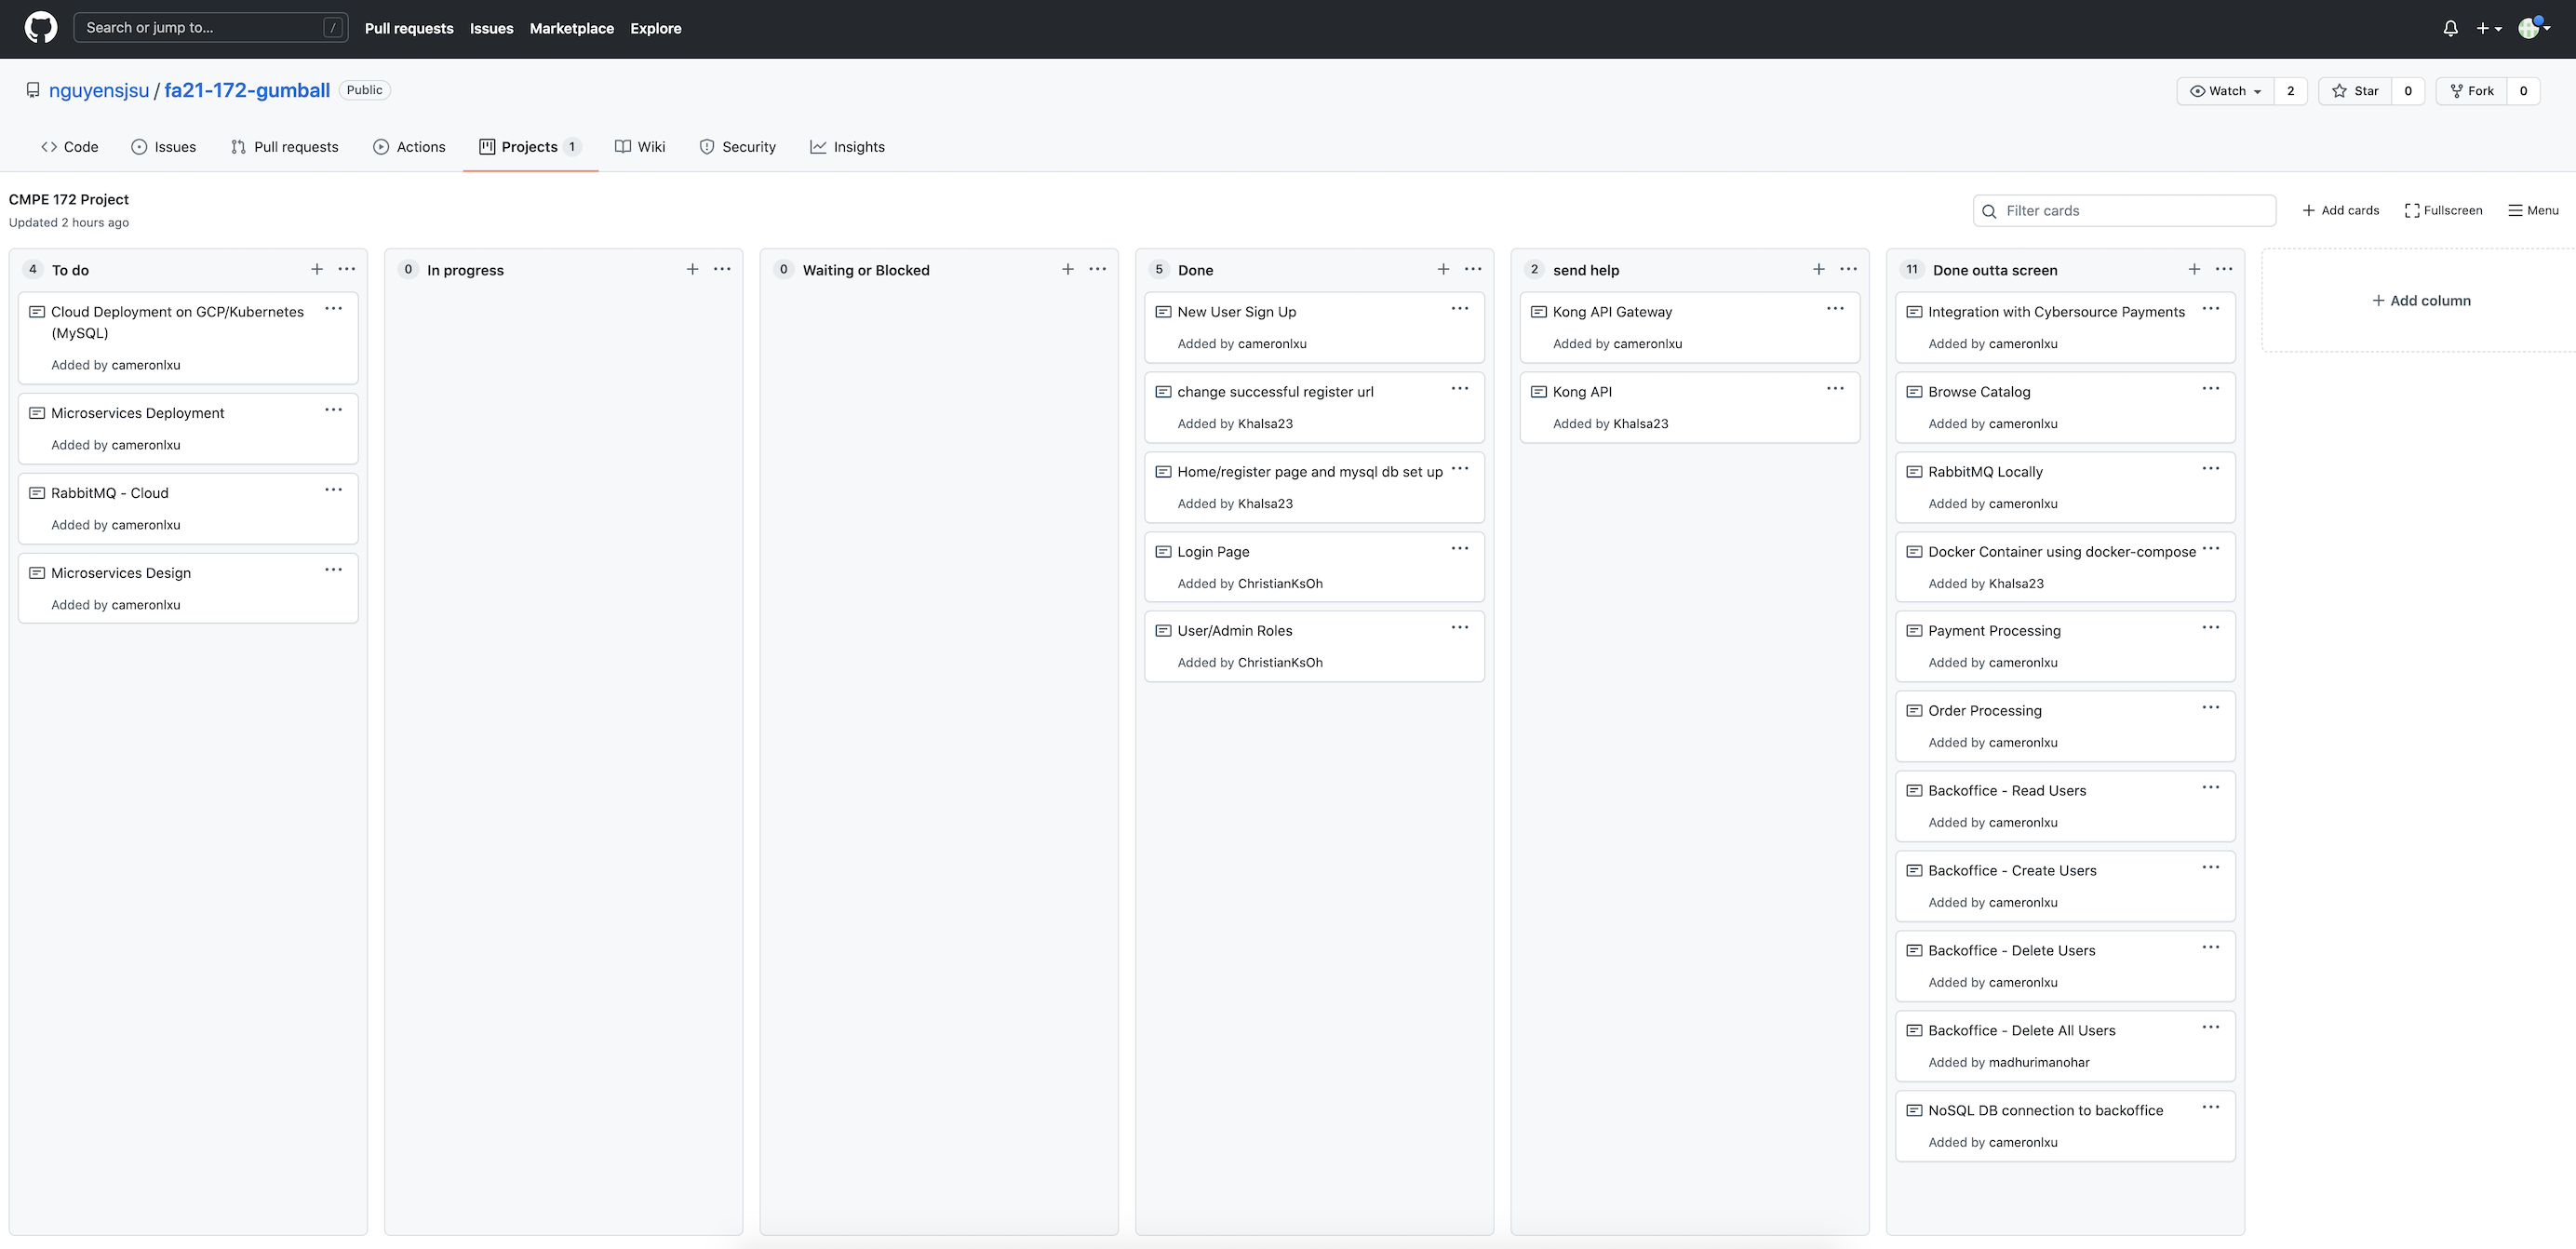 Search or jump to...
/
Pull requests
Issues
Marketplace
Explore
nguyensjsu / fa21-172-gumball
Public
Watch
2
Star
0
Fork
0
Code
Issues
Pull requests
Actions
Projects
1
Wiki
Security
Insights
CMPE 172 Project
Updated 2 hours ago
Filter cards
Add cards
Fullscreen
Menu
4
To do
Cloud Deployment on GCP/Kubernetes
(MySQL)
Added by cameronlxu
Microservices Deployment
Added by cameronlxu
RabbitMQ - Cloud
Added by cameronlxu
Microservices Design
Added by cameronlxu
0
In progress
0
Waiting or Blocked
5
Done
New User Sign Up
Added by cameronlxu
change successful register url
Added by Khalsa23
Home/register page and mysql db set up
Added by Khalsa23
Login Page
Added by ChristianKsOh
User/Admin Roles
Added by ChristianKsOh
2
send help
Kong API Gateway
Added by cameronlxu
Kong API
Added by Khalsa23
11
Done outta screen
Integration with Cybersource Payments
Added by cameronlxu
Browse Catalog
Added by cameronlxu
RabbitMQ Locally
Added by cameronlxu
Docker Container using docker-compose
Added by Khalsa23
Payment Processing
Added by cameronlxu
Order Processing
Added by cameronlxu
Backoffice - Read Users
Added by cameronlxu
Backoffice - Create Users
Added by cameronlxu
Backoffice - Delete Users
Added by cameronlxu
Backoffice - Delete All Users
Added by madhurimanohar
NoSQL DB connection to backoffice
Added by cameronlxu
Add column